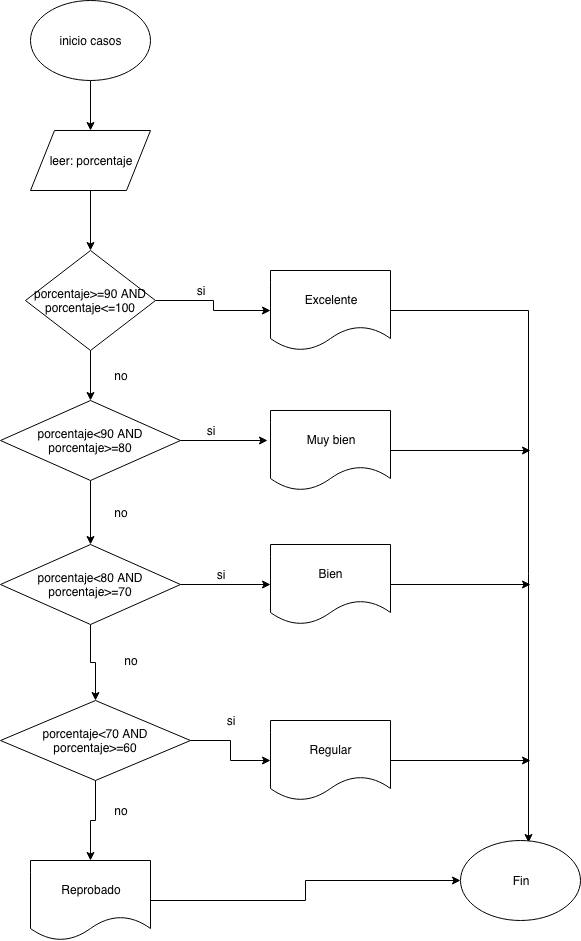 inicio casos
leer: porcentaje
porcentaje>=90 AND
porcentaje<=100
si
Excelente
no
porcentaje<90 AND
porcentaje>=80
si
Muy bien
no
porcentaje<80 AND
porcentaje>=70
si
Bien
no
porcentaje<70 AND
porcentaje>=60
si
Regular
no
Reprobado
Fin